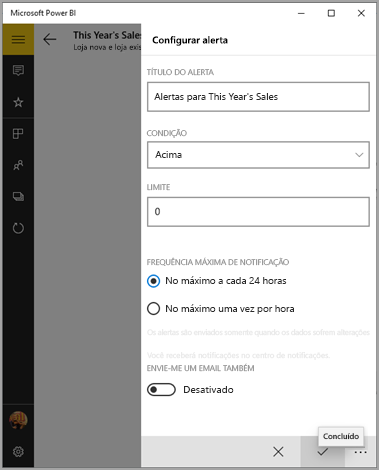 Microsoft Power BI
This Year's Sales
Loja nova e loja exis
Configurar alerta
TÍTULO DO ALERTA
Alertas para This Year's Sales
CONDIÇÃO
Acima
LIMITE
0
FREQUÊNCIA MÁXIMA DE NOTIFICAÇÃO
No máximo a cada 24 horas
No máximo uma vez por hora
Os alertas são enviados somente quando os dados sofrem alterações
Você receberá notificações no centro de notificações.
ENVIE-ME UM EMAIL TAMBÉM
Desativado
Concluído